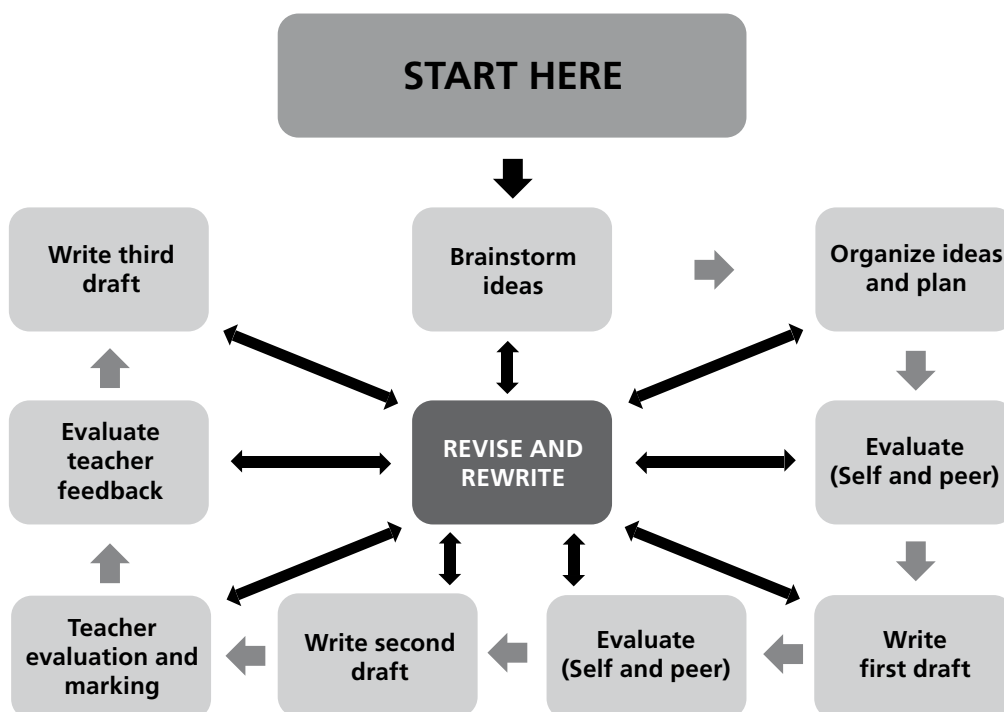 START HERE
Brainstorm
ideas
Organize ideas
and plan
Evaluate
(Self and peer)
Write
first draft
Evaluate
(Self and peer)
Write second
draft
Teacher
evaluation and
marking
Evaluate
teacher
feedback
Write third
draft
REVISE AND
REWRITE